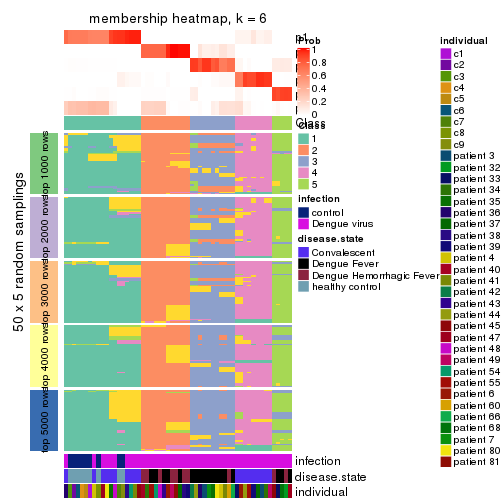 membership heatmap, k = 6
50 x 5 random samplings
top 1000 rows
top 2000 rows
top 3000 rows
top 4000 rows
top 5000 rows
p1
Class
infection
disease.state
individual
Prob
1
0.8
0.6
0.4
0.2
0
Class
1
2
3
4
5
infection
control
Dengue virus
disease.state
Convalescent
Dengue Fever
Dengue Hemorrhagic Fever
healthy control
individual
c1
c2
c3
c4
c5
c6
c7
c8
c9
patient 3
patient 32
patient 33
patient 34
patient 35
patient 36
patient 37
patient 38
patient 39
patient 4
patient 40
patient 41
patient 42
patient 43
patient 44
patient 45
patient 47
patient 48
patient 49
patient 54
patient 55
patient 6
patient 60
patient 66
patient 68
patient 7
patient 80
patient 81